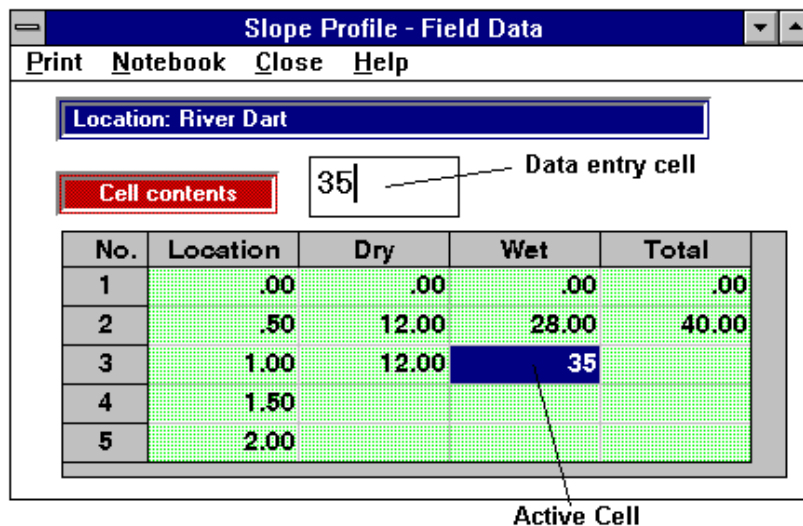 Slope Profile - Field Data
Print Notebook Close Help
Location: River Dart
Cell contents 35 Data entry cell
No. Location Dry Wet Total
1 .00 .00 .00 .00
2 .50 12.00 28.00 40.00
3 1.00 12.00 35
4 1.50
5 2.00
Active Cell